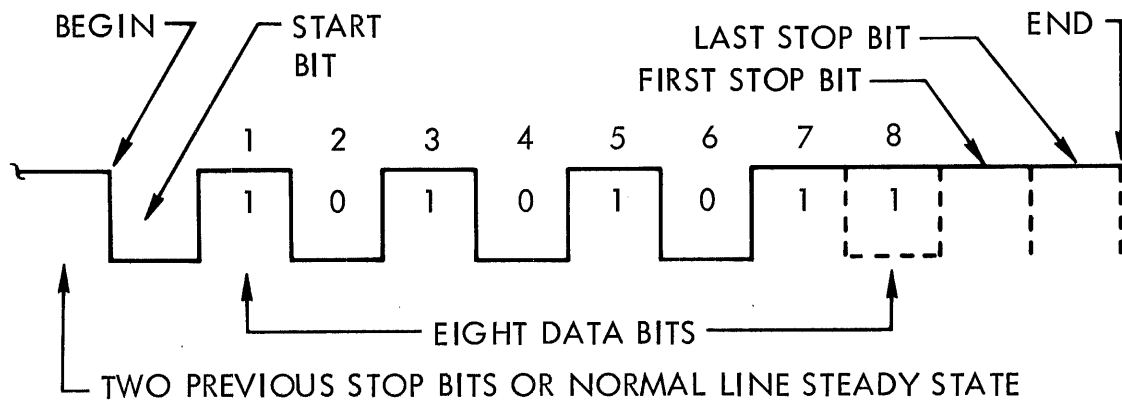 BEGIN
START
BIT
LAST STOP BIT
END
FIRST STOP BIT
1 2 3 4 5 6 7 8
1 0 1 0 1 0 1 1
EIGHT DATA BITS
TWO PREVIOUS STOP BITS OR NORMAL LINE STEADY STATE